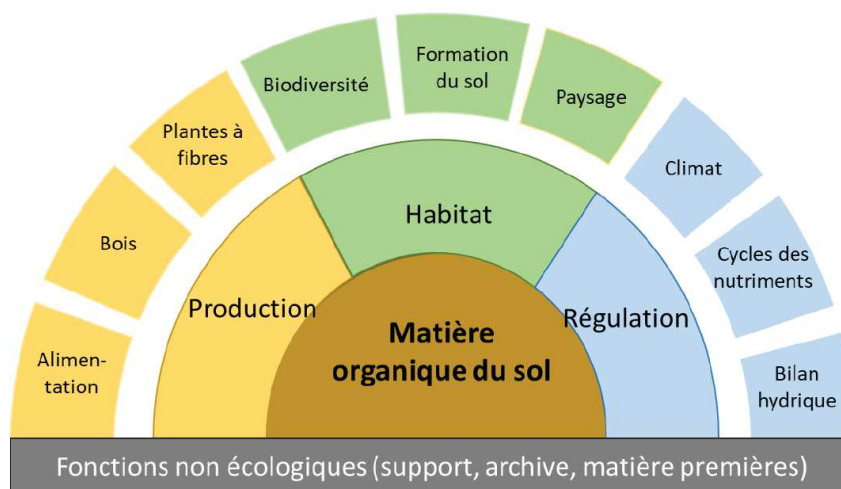 Formation
du sol
Biodiversité
Paysage
Plantes à
fibres
Climat
Habitat
Bois
Cycles des
nutriments
Production
Régulation
Matière
organique du sol
Alimen-
tation
Bilan
hydrique
Fonctions non écologiques (support, archive, matière premières)